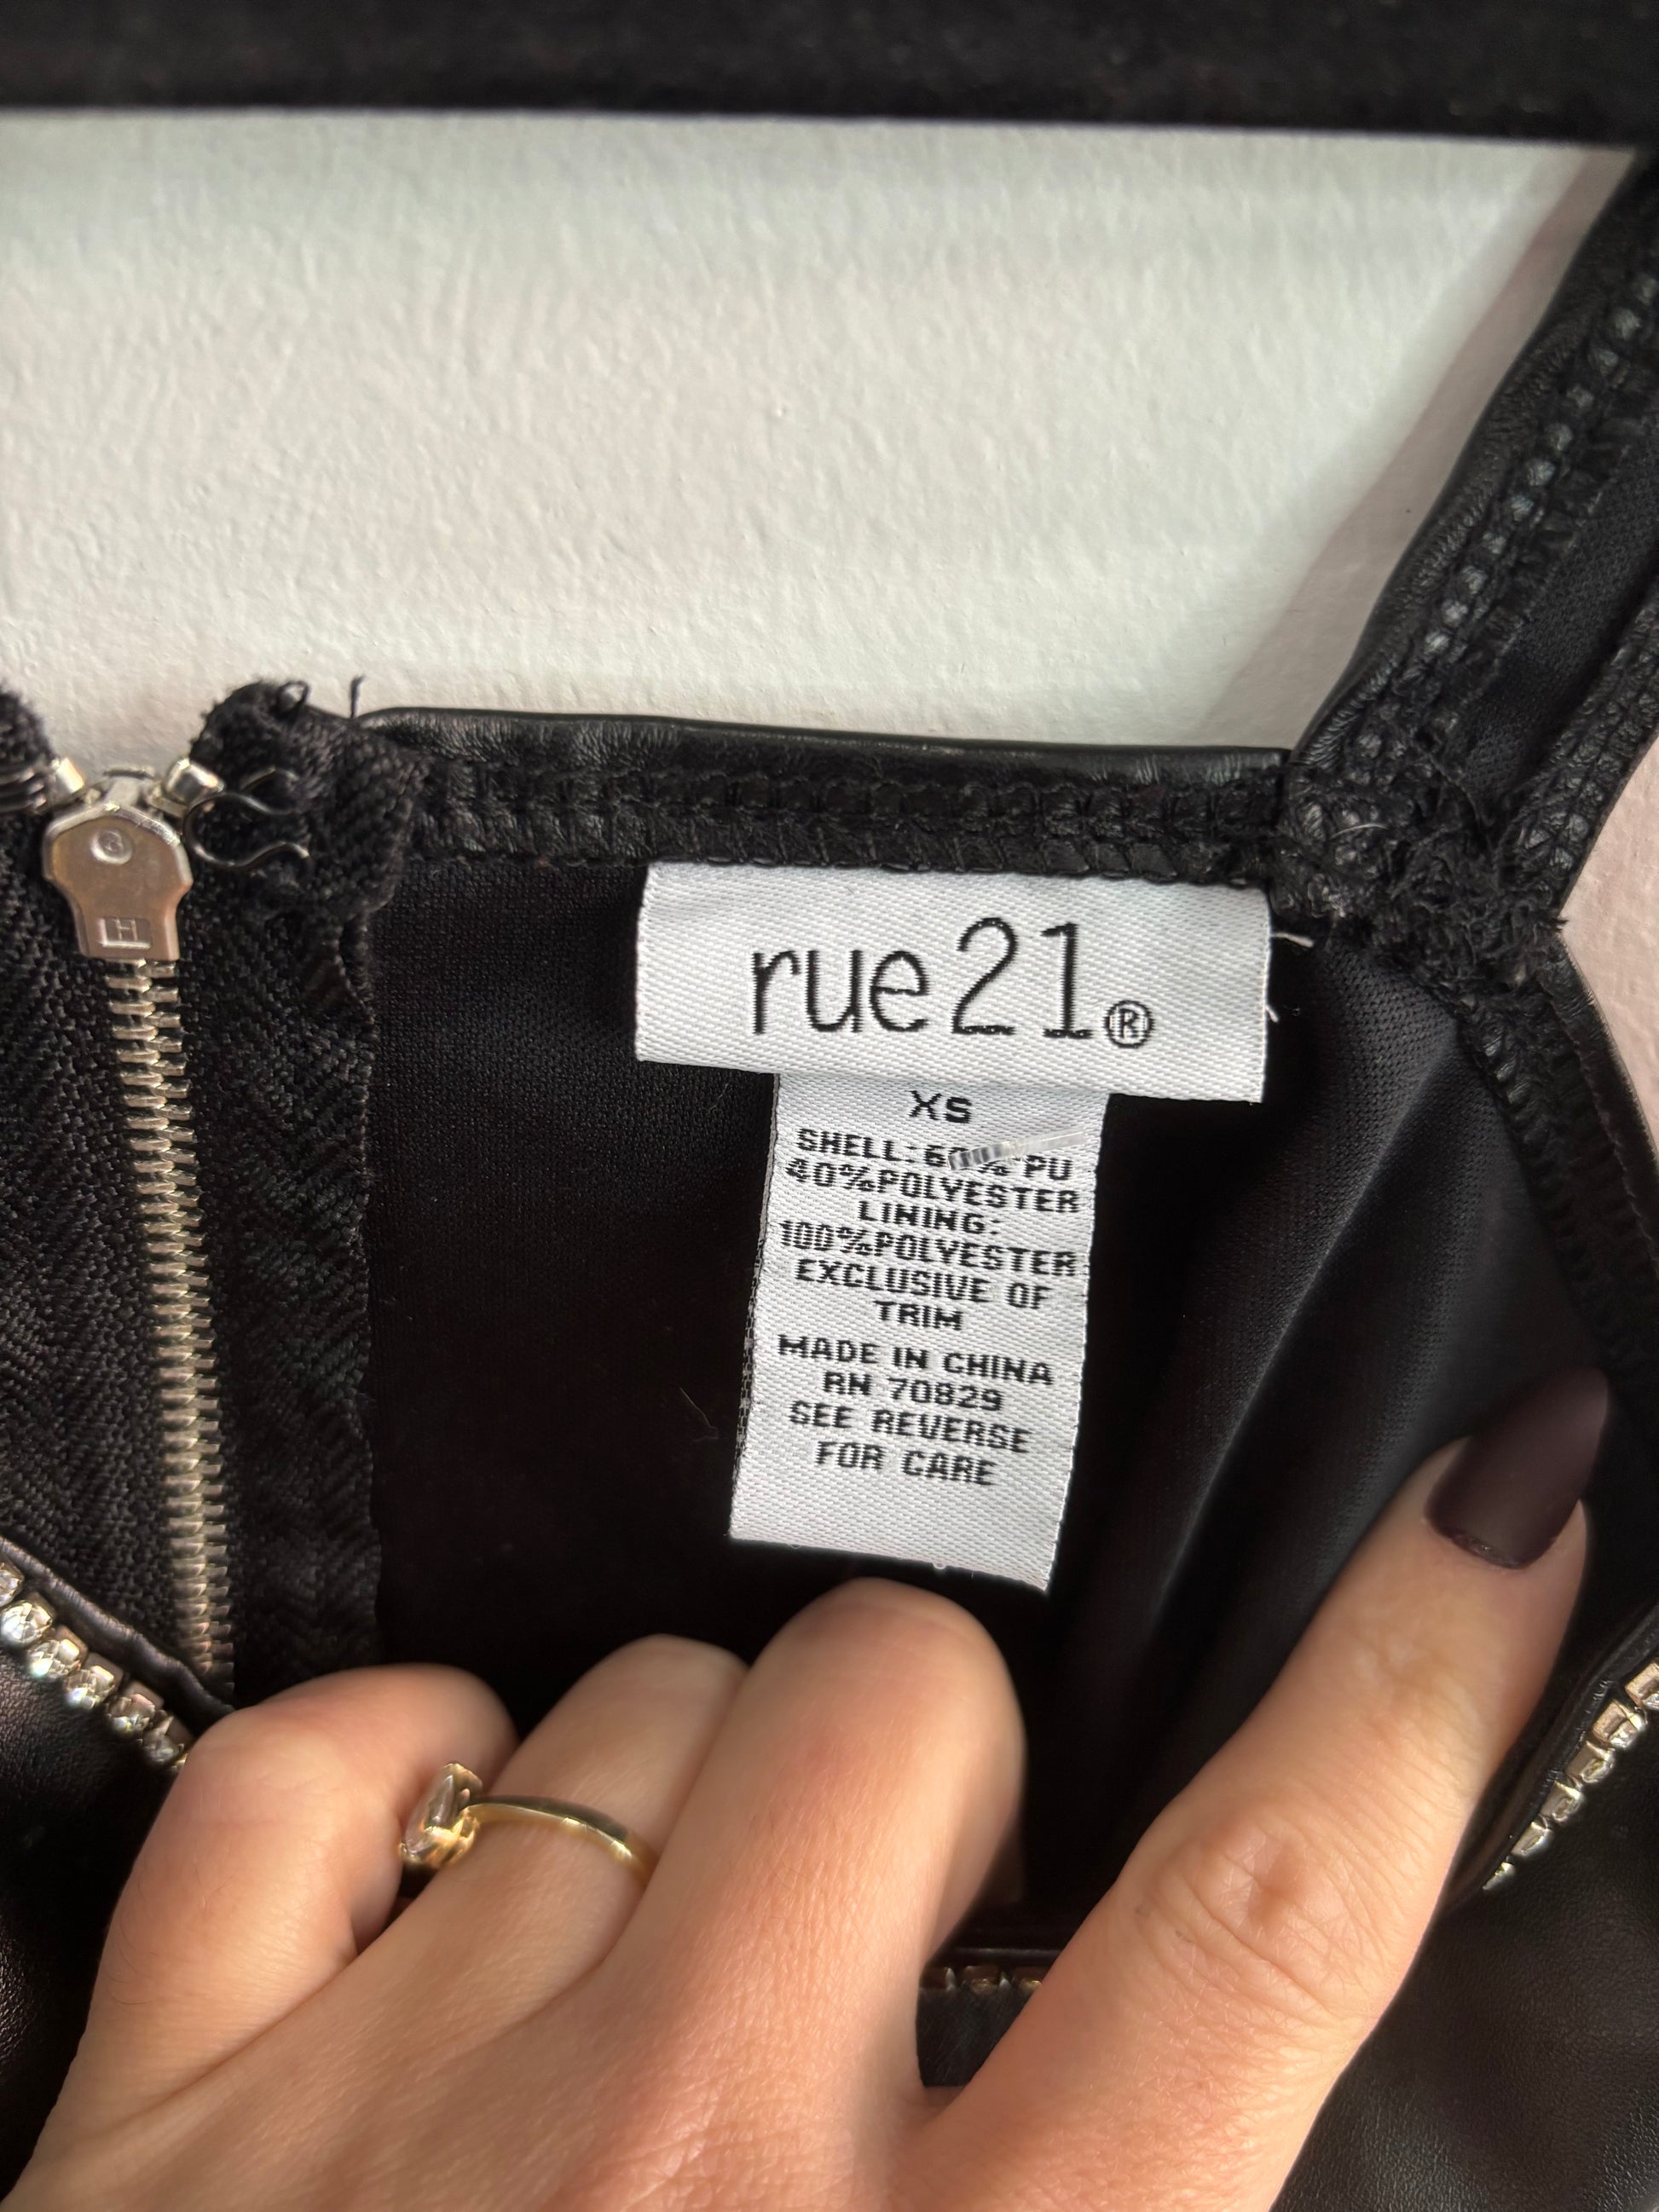 rue21®
XS
SHELL:60% PU
40%POLYESTER
LINING:
100%POLYESTER
EXCLUSIVE OF
TRIM
MADE IN CHINA
RN 70829
SEE REVERSE
FOR CARE
H